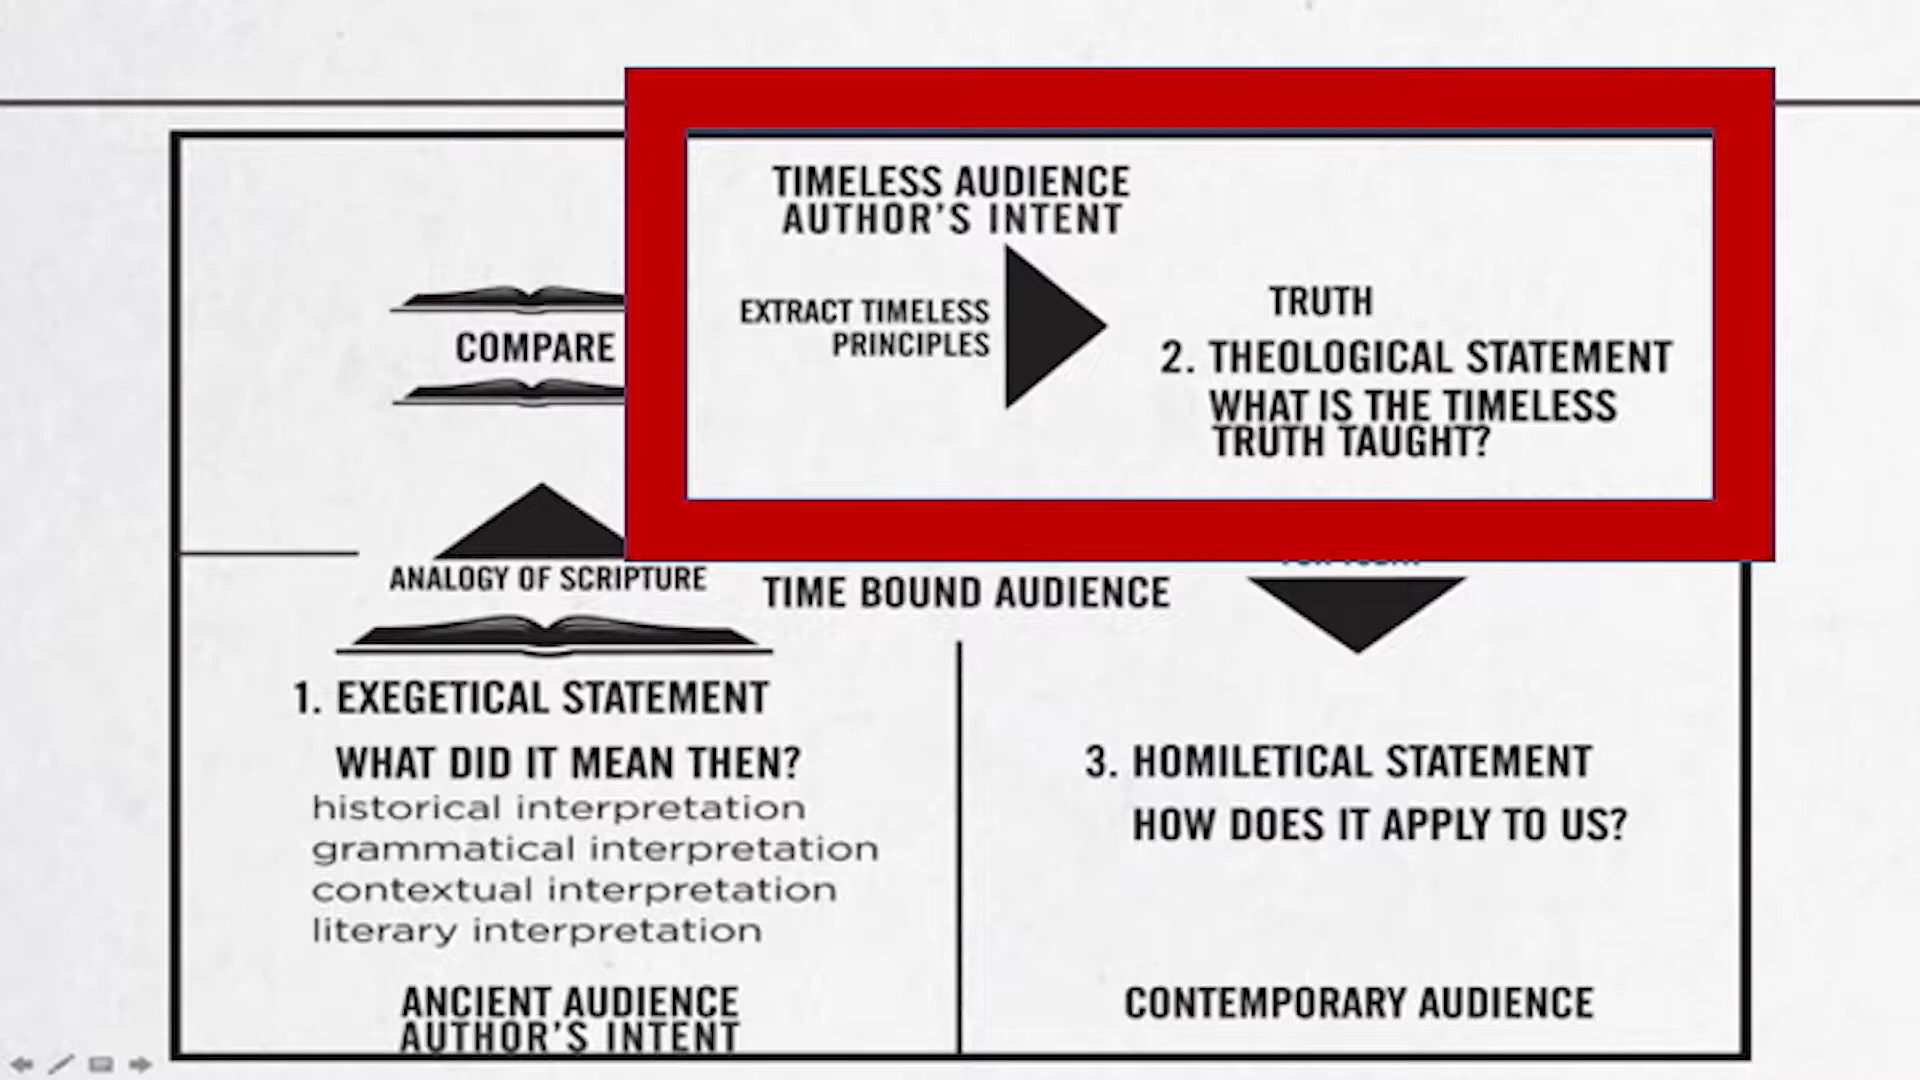 TIMELESS AUDIENCE
AUTHOR'S INTENT
EXTRACT TIMELESS
PRINCIPLES
TRUTH
2. THEOLOGICAL STATEMENT
WHAT IS THE TIMELESS
TRUTH TAUGHT?
COMPARE
ANALOGY OF SCRIPTURE
TIME BOUND AUDIENCE
1. EXEGETICAL STATEMENT
WHAT DID IT MEAN THEN?
historical interpretation
grammatical interpretation
contextual interpretation
literary interpretation
ANCIENT AUDIENCE
AUTHOR'S INTENT
3. HOMILETICAL STATEMENT
HOW DOES IT APPLY TO US?
CONTEMPORARY AUDIENCE